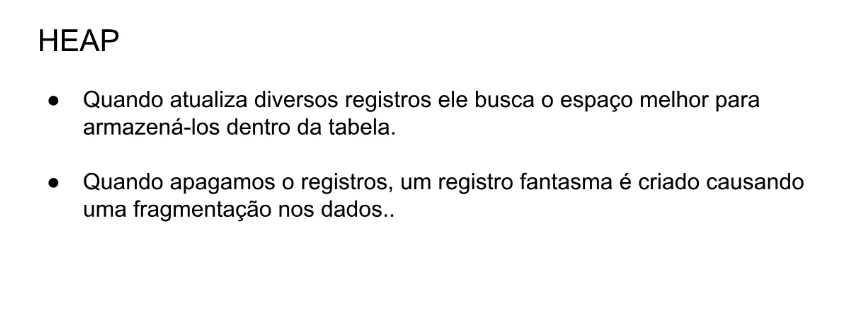 HEAP
● Quando atualiza diversos registros ele busca o espaço melhor para
armazená-los dentro da tabela.
● Quando apagamos o registros, um registro fantasma é criado causando
uma fragmentação nos dados..